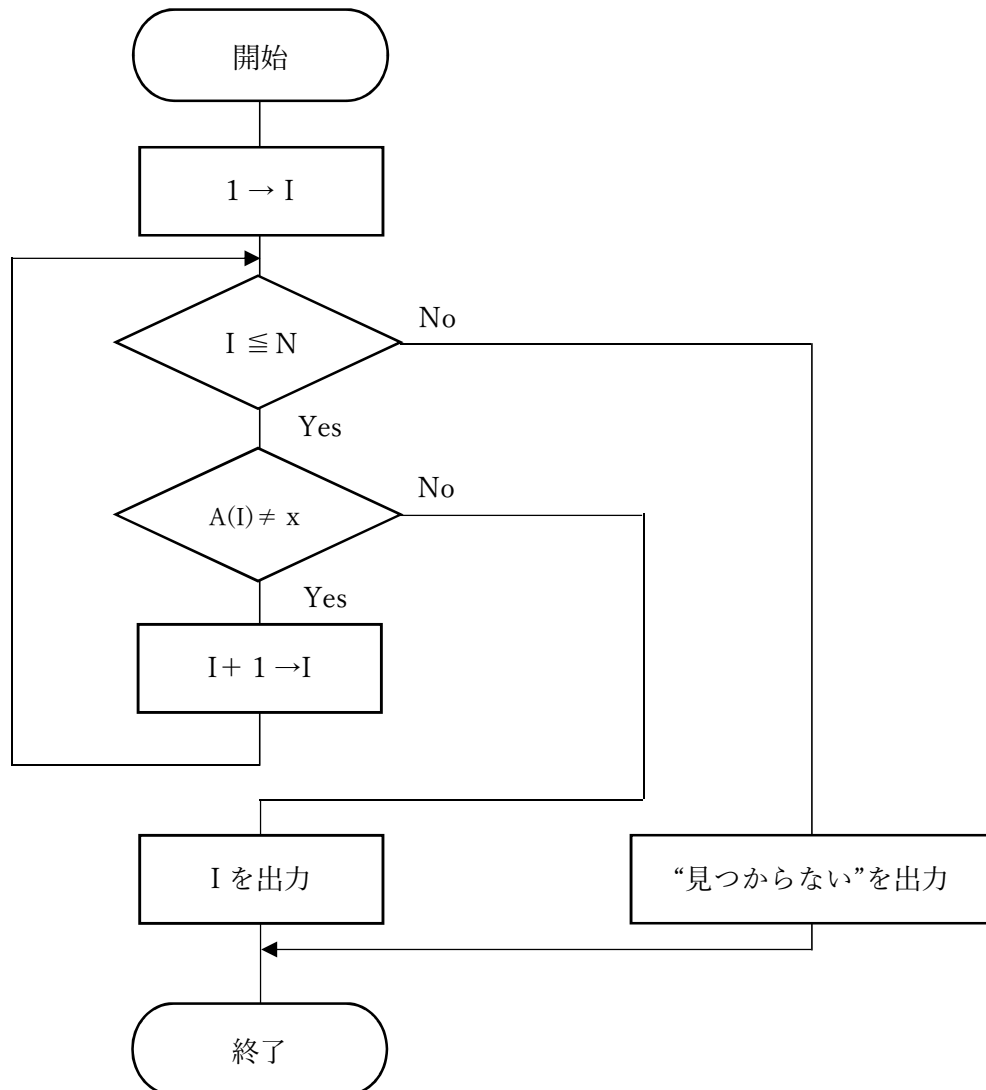 開始
1 → I
I ≦ N
No
Yes
A(I) ≠ x
No
Yes
I+ 1 →I
I を出力
“見つからない”を出力
終了